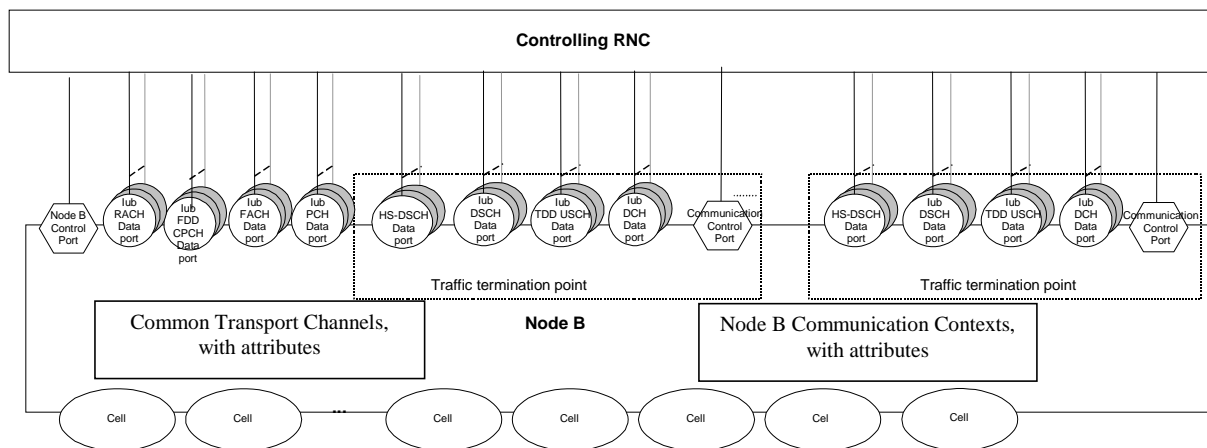 Controlling RNC
Node B
Control
Port
Iub
RACH
Data
port
Iub
FDD
CPCH
Data
port
Iub
FACH
Data
port
Iub
PCH
Data
port
HS-DSCH
Data
port
Iub
DSCH
Data
port
Iub
TDD USCH
Data
port
Iub
DCH
Data
port
Communication
Control
Port
HS-DSCH
Data
port
Iub
DSCH
Data
port
Iub
TDD USCH
Data
port
Iub
DCH
Data
port
Communication
Control
Port
Traffic termination point
Traffic termination point
Common Transport Channels,
with attributes
Node B
Node B Communication Contexts,
with attributes
Cell
Cell
...
Cell
Cell
Cell
Cel
Cell